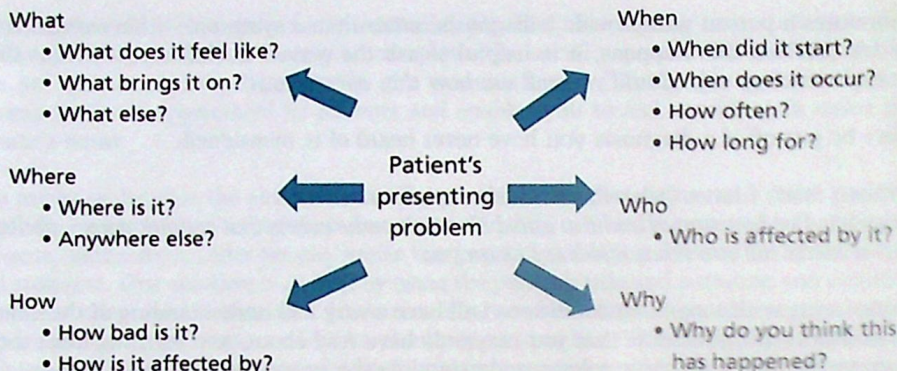 What
• What does it feel like?
• What brings it on?
• What else?
Where
• Where is it?
• Anywhere else?
How
• How bad is it?
• How is it affected by?
Patient's
presenting
problem
When
• When did it start?
• When does it occur?
• How often?
• How long for?
Who
• Who is affected by it?
Why
• Why do you think this
has happened?